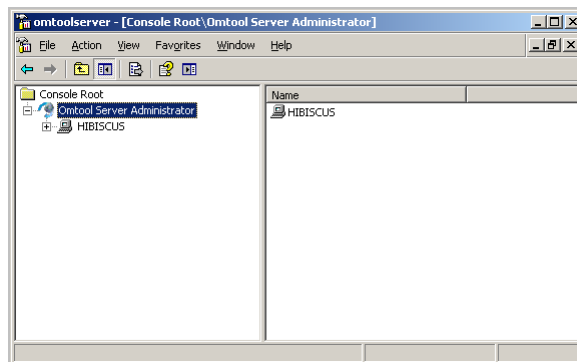 omtoolserver - [Console Root\Omtool Server Administrator]
File Action View Favorites Window Help
Console Root
Omtool Server Administrator
HIBISCUS
Name
HIBISCUS